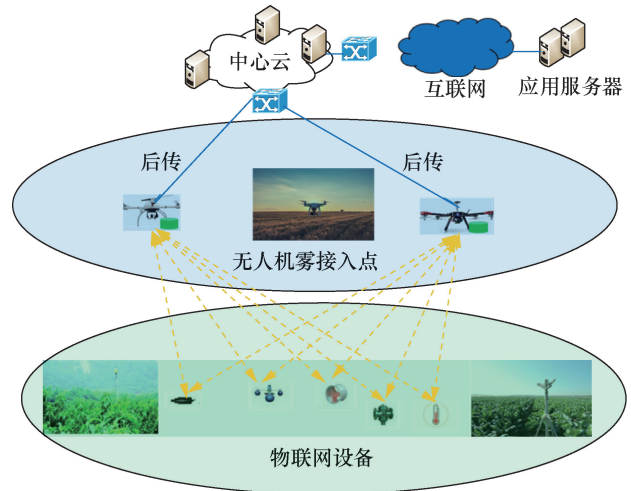 中心云
互联网
应用服务器
后传
后传
无人机雾接入点
物联网设备